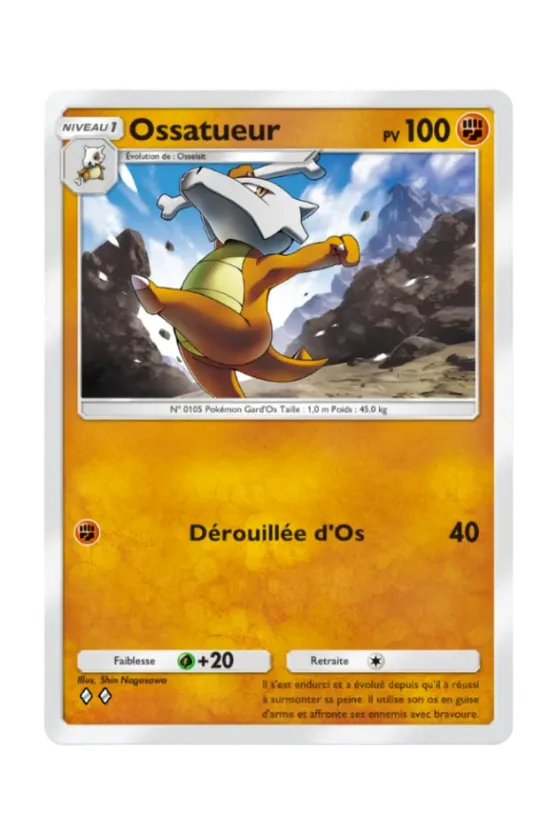 NIVEAU 1 Ossatueur PV 100
Évolution de : Osselait
N° 0105 Pokémon Gard'Os Taille : 1,0 m Poids : 45,0 kg
Dérouillée d'Os 40
Faiblesse +20 Retraite
Illus. Shin Nagasawa
Il s'est endurci et a évolué depuis qu'il a réussi
à surmonter sa peine. Il utilise son os en guise
d'arme et affronte ses ennemis avec bravoure.